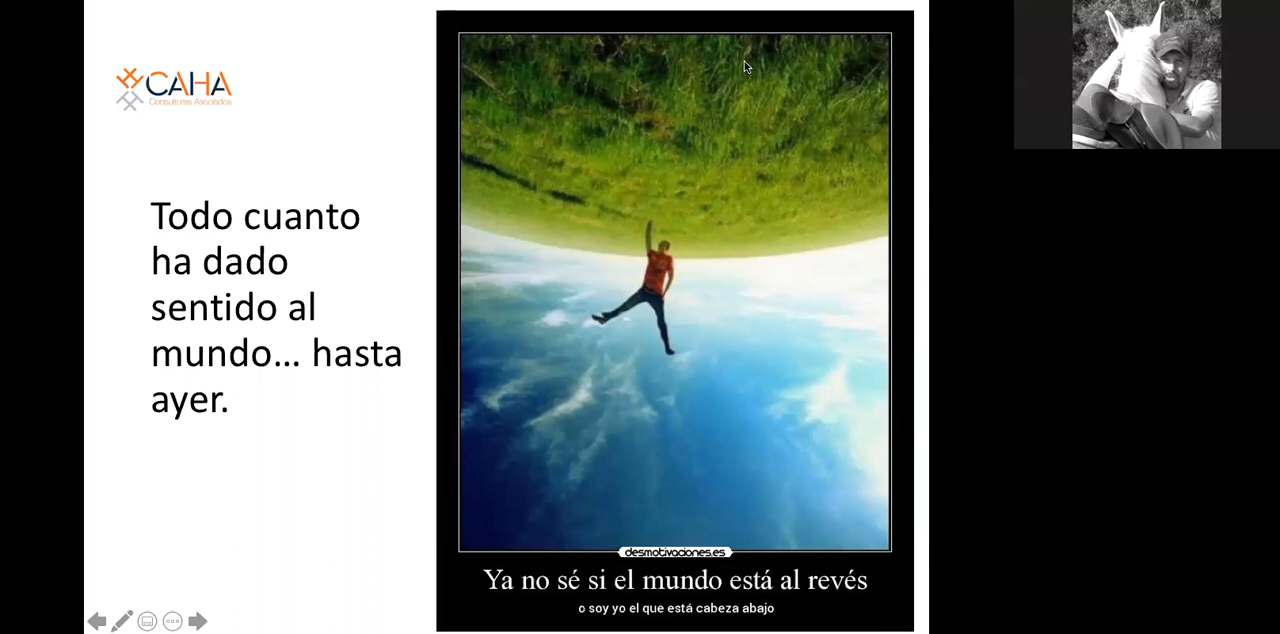 CAHA
Consultores Asociados
Todo cuanto
ha dado
sentido al
mundo... hasta
ayer.
desmotivaciones.es
Ya no sé si el mundo está al revés
o soy yo el que está cabeza abajo